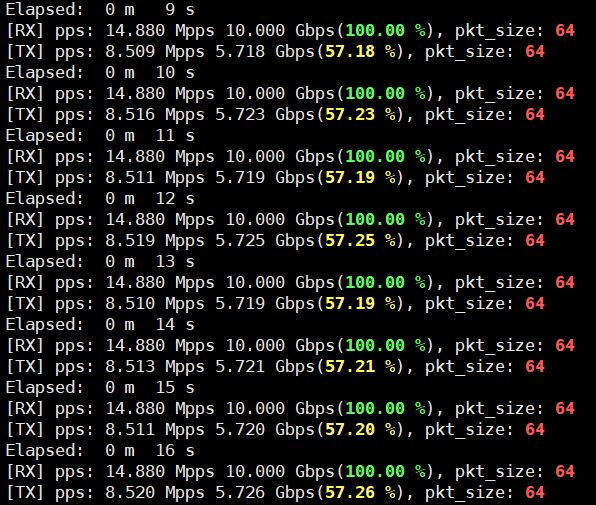 Elapsed:  0 m   9 s
[RX] pps: 14.880 Mpps 10.000 Gbps(100.00 %), pkt_size: 64
[TX] pps: 8.509 Mpps 5.718 Gbps(57.18 %), pkt_size: 64
Elapsed:  0 m  10 s
[RX] pps: 14.880 Mpps 10.000 Gbps(100.00 %), pkt_size: 64
[TX] pps: 8.516 Mpps 5.723 Gbps(57.23 %), pkt_size: 64
Elapsed:  0 m  11 s
[RX] pps: 14.880 Mpps 10.000 Gbps(100.00 %), pkt_size: 64
[TX] pps: 8.511 Mpps 5.719 Gbps(57.19 %), pkt_size: 64
Elapsed:  0 m  12 s
[RX] pps: 14.880 Mpps 10.000 Gbps(100.00 %), pkt_size: 64
[TX] pps: 8.519 Mpps 5.725 Gbps(57.25 %), pkt_size: 64
Elapsed:  0 m  13 s
[RX] pps: 14.880 Mpps 10.000 Gbps(100.00 %), pkt_size: 64
[TX] pps: 8.510 Mpps 5.719 Gbps(57.19 %), pkt_size: 64
Elapsed:  0 m  14 s
[RX] pps: 14.880 Mpps 10.000 Gbps(100.00 %), pkt_size: 64
[TX] pps: 8.513 Mpps 5.721 Gbps(57.21 %), pkt_size: 64
Elapsed:  0 m  15 s
[RX] pps: 14.880 Mpps 10.000 Gbps(100.00 %), pkt_size: 64
[TX] pps: 8.511 Mpps 5.720 Gbps(57.20 %), pkt_size: 64
Elapsed:  0 m  16 s
[RX] pps: 14.880 Mpps 10.000 Gbps(100.00 %), pkt_size: 64
[TX] pps: 8.520 Mpps 5.726 Gbps(57.26 %), pkt_size: 64